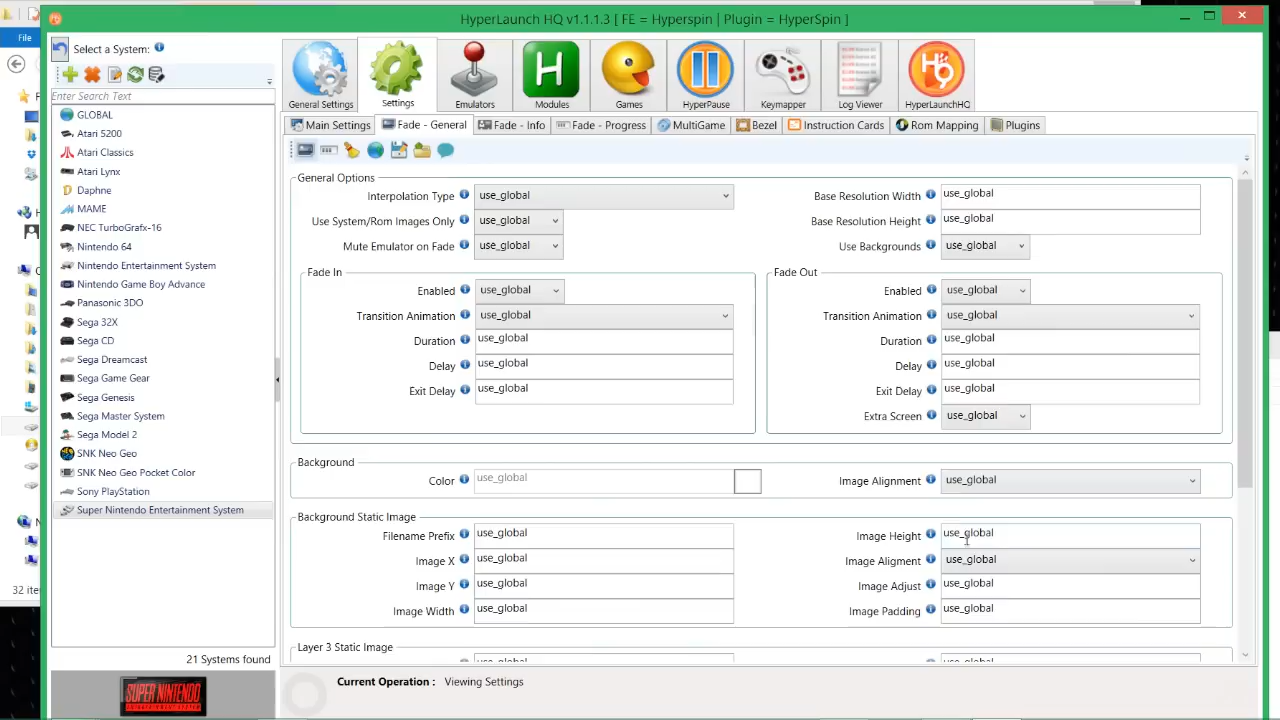 HyperLaunch HQ v1.1.1.3 [ FE = Hyperspin | Plugin = HyperSpin ]
File
Select a System:
Enter Search Text
GLOBAL
Atari 5200
Atari Classics
Atari Lynx
Daphne
MAME
NEC TurboGrafx-16
Nintendo 64
Nintendo Entertainment System
Nintendo Game Boy Advance
Panasonic 3DO
Sega 32X
Sega CD
Sega Dreamcast
Sega Game Gear
Sega Genesis
Sega Master System
Sega Model 2
SNK Neo Geo
SNK Neo Geo Pocket Color
Sony PlayStation
Super Nintendo Entertainment System
21 Systems found
SUPER NINTENDO
ENTERTAINMENT SYSTEM
32 ite
General Settings
Settings
Emulators
Modules
Games
HyperPause
Keymapper
Log Viewer
HyperLaunchHQ
Main Settings
Fade - General
Fade - Info
Fade - Progress
MultiGame
Bezel
Instruction Cards
Rom Mapping
Plugins
General Options
Interpolation Type use_global
Base Resolution Width use_global
Use System/Rom Images Only use_global
Base Resolution Height use_global
Mute Emulator on Fade use_global
Use Backgrounds use_global
Fade In
Enabled use_global
Transition Animation use_global
Duration use_global
Delay use_global
Exit Delay use_global
Fade Out
Enabled use_global
Transition Animation use_global
Duration use_global
Delay use_global
Exit Delay use_global
Extra Screen use_global
Background
Color use_global
Image Alignment use_global
Background Static Image
Filename Prefix use_global
Image Height use_global
Image X use_global
Image Aligment use_global
Image Y use_global
Image Adjust use_global
Image Width use_global
Image Padding use_global
Layer 3 Static Image
Current Operation : Viewing Settings